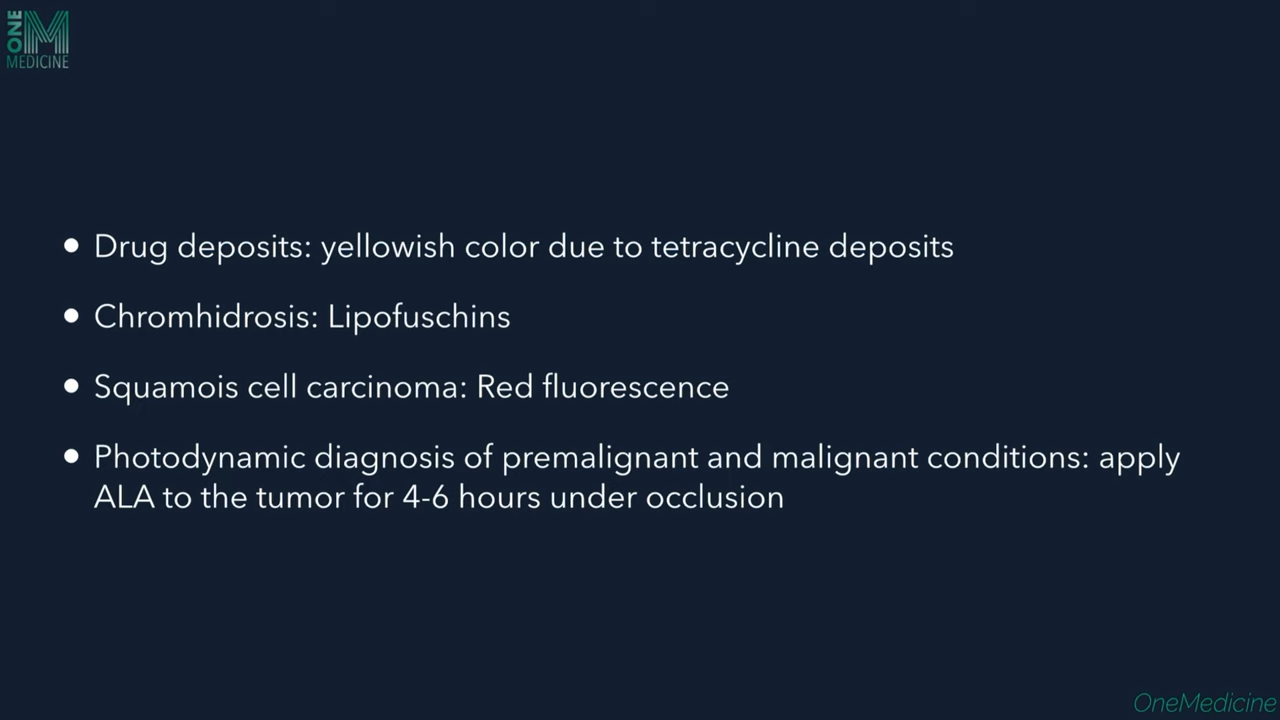 ONE
MEDICINE
• Drug deposits: yellowish color due to tetracycline deposits
• Chromhidrosis: Lipofuschins
• Squamois cell carcinoma: Red fluorescence
• Photodynamic diagnosis of premalignant and malignant conditions: apply
ALA to the tumor for 4-6 hours under occlusion
OneMedicine